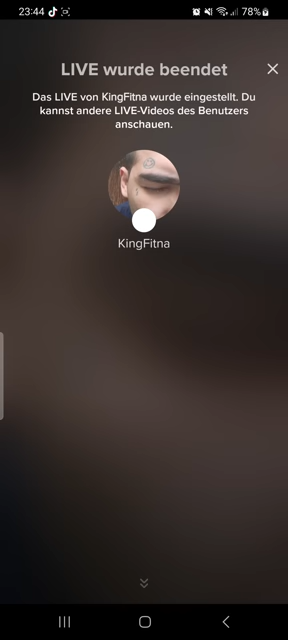 23:44
78%
LIVE wurde beendet
Das LIVE von KingFitna wurde eingestellt. Du
kannst andere LIVE-Videos des Benutzers
anschauen.
KingFitna